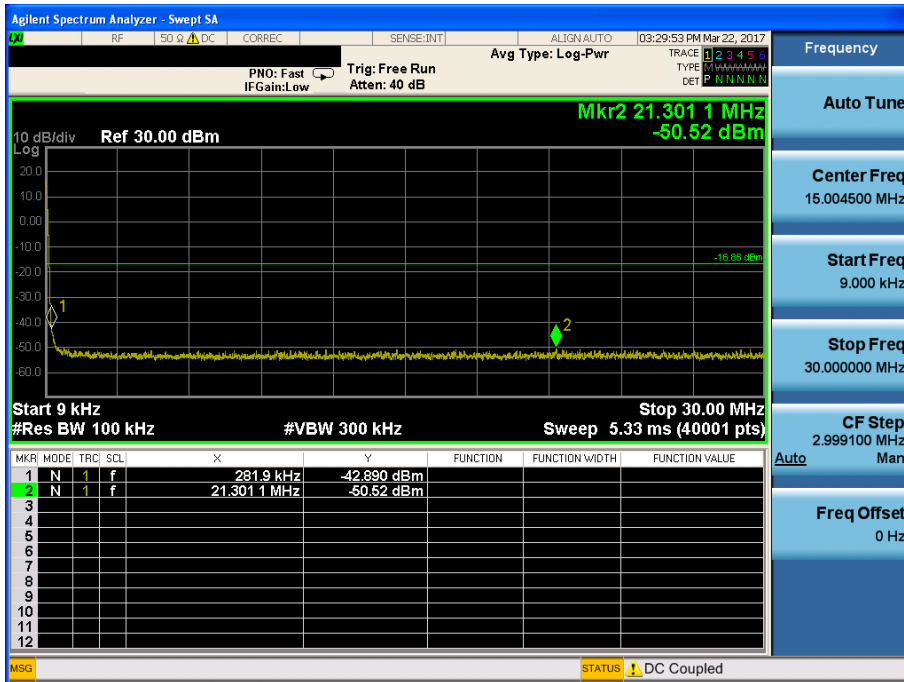 Agilent Spectrum Analyzer - Swept SA
LXI RF 50 Ω DC CORREC SENSE:INT ALIGN AUTO 03:29:53 PM Mar 22, 2017
PNO: Fast Trig: Free Run Avg Type: Log-Pwr TRACE 1 2 3 4 5 6
IFGain:Low Atten: 40 dB TYPE M WWWWW
DET P N N N N N
Mkr2 21.301 1 MHz
-50.52 dBm
10 dB/div Ref 30.00 dBm
Log
20.0
10.0
0.00
-10.0
-16.86 dBm
-20.0
-30.0
1
-40.0
2
-50.0
-60.0
Start 9 kHz Stop 30.00 MHz
#Res BW 100 kHz #VBW 300 kHz Sweep 5.33 ms (40001 pts)
MKR MODE TRC SCL X Y FUNCTION FUNCTION WIDTH FUNCTION VALUE
1 N 1 f 281.9 kHz -42.890 dBm
2 N 1 f 21.301 1 MHz -50.52 dBm
3
4
5
6
7
8
9
10
11
12
MSG STATUS DC Coupled
Frequency
Auto Tune
Center Freq
15.004500 MHz
Start Freq
9.000 kHz
Stop Freq
30.000000 MHz
CF Step
2.999100 MHz
Auto Man
Freq Offset
0 Hz